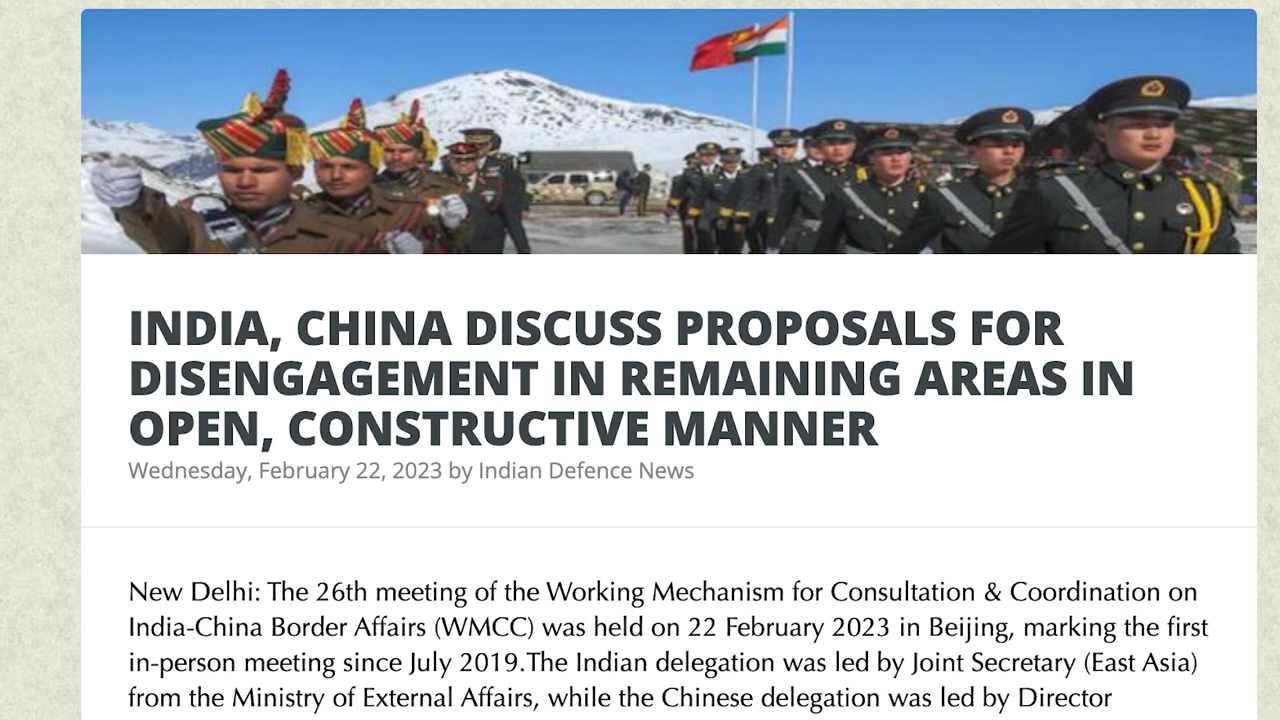 INDIA, CHINA DISCUSS PROPOSALS FOR
DISENGAGEMENT IN REMAINING AREAS IN
OPEN, CONSTRUCTIVE MANNER
Wednesday, February 22, 2023 by Indian Defence News
New Delhi: The 26th meeting of the Working Mechanism for Consultation & Coordination on
India-China Border Affairs (WMCC) was held on 22 February 2023 in Beijing, marking the first
in-person meeting since July 2019.The Indian delegation was led by Joint Secretary (East Asia)
from the Ministry of External Affairs, while the Chinese delegation was led by Director